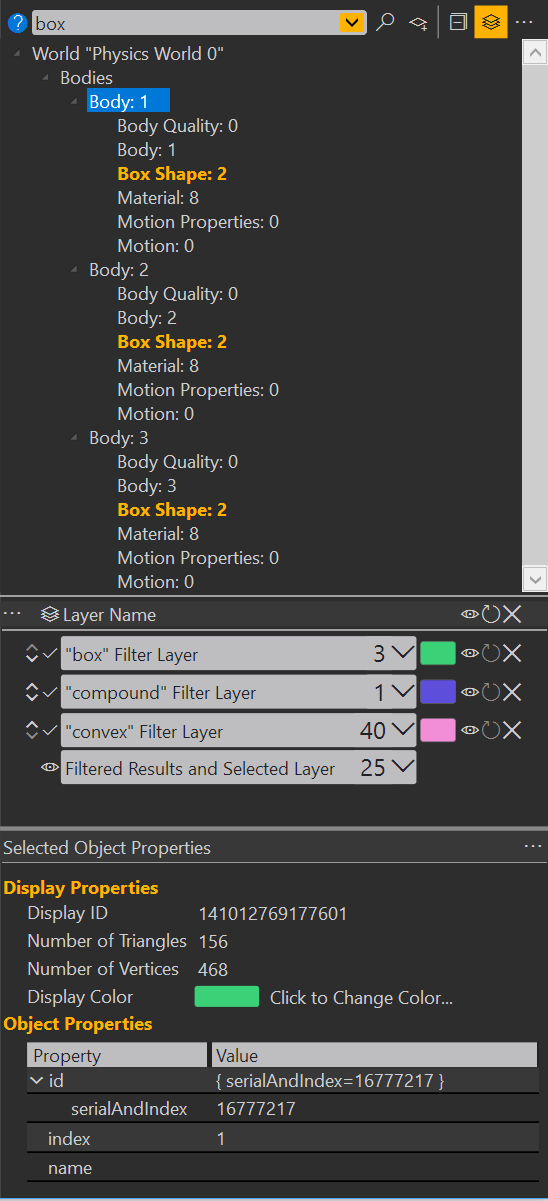 ?
box
World "Physics World 0"
Bodies
Body: 1
Body Quality: 0
Body: 1
Box Shape: 2
Material: 8
Motion Properties: 0
Motion: 0
Body: 2
Body Quality: 0
Body: 2
Box Shape: 2
Material: 8
Motion Properties: 0
Motion: 0
Body: 3
Body Quality: 0
Body: 3
Box Shape: 2
Material: 8
Motion Properties: 0
Motion: 0
Layer Name
"box" Filter Layer 3
"compound" Filter Layer 1
"convex" Filter Layer 40
Filtered Results and Selected Layer 25
Selected Object Properties
Display Properties
Display ID 141012769177601
Number of Triangles 156
Number of Vertices 468
Display Color Click to Change Color...
Object Properties
Property Value
id { serialAndIndex=16777217 }
serialAndIndex 16777217
index 1
name